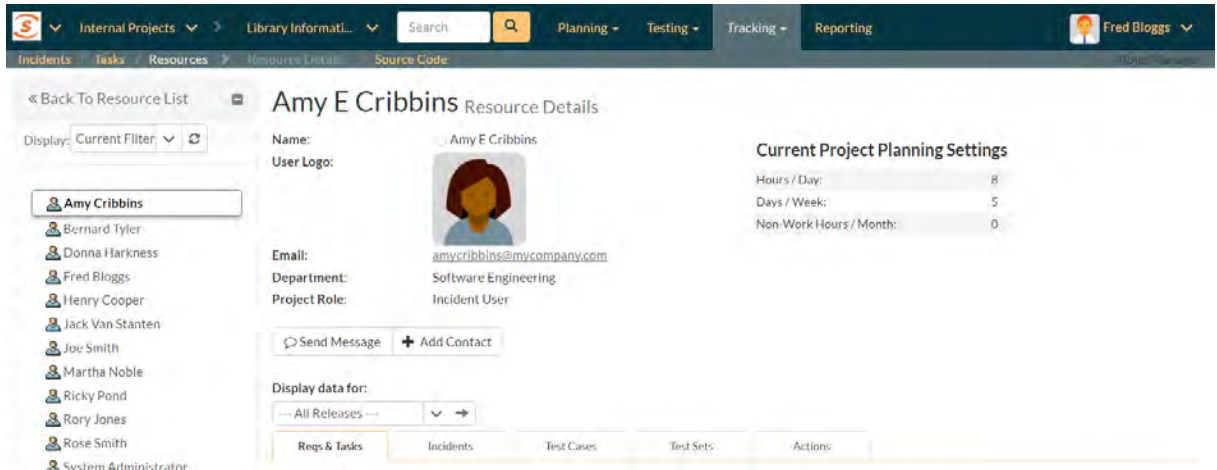 S Internal Projects > Library Informati... Search Planning Testing Tracking Reporting Fred Bloggs
Incidents / Tasks / Resources > Resource Details / Source Code
« Back To Resource List
Display: Current Filter
Amy Cribbins
Bernard Tyler
Donna Harkness
Fred Bloggs
Henry Cooper
Jack Van Stanten
Joe Smith
Martha Noble
Ricky Pond
Rory Jones
Rose Smith
System Administrator
Amy E Cribbins Resource Details
Name: Amy E Cribbins
User Logo:
Email: amycribbins@mycompany.com
Department: Software Engineering
Project Role: Incident User
Send Message + Add Contact
Display data for:
--- All Releases ---
Reqs & Tasks Incidents Test Cases Test Sets Actions
Current Project Planning Settings
Hours / Day: 8
Days / Week: 5
Non-Work Hours / Month: 0